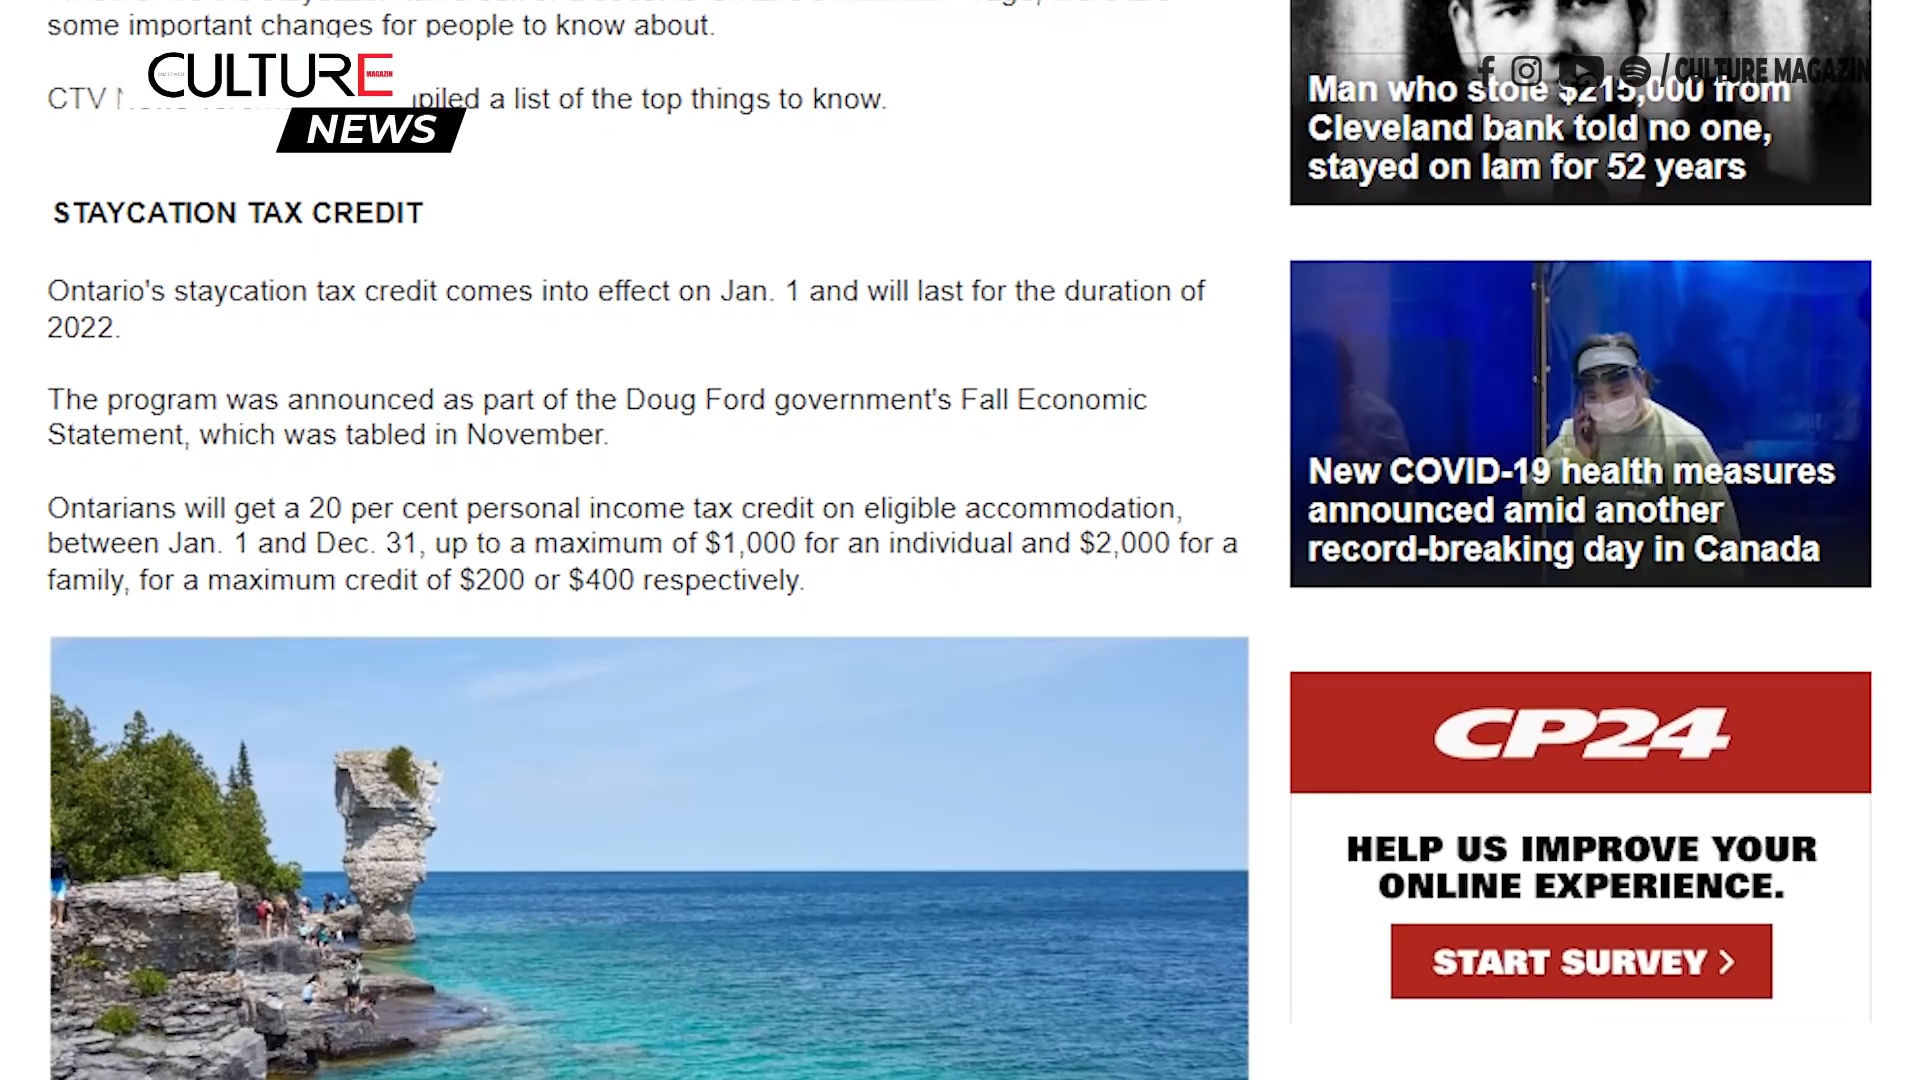 some important changes for people to know about.
CULTURE
MAGAZIN
NEWS
CTV piled a list of the top things to know.
STAYCATION TAX CREDIT
Ontario's staycation tax credit comes into effect on Jan. 1 and will last for the duration of
2022.
The program was announced as part of the Doug Ford government's Fall Economic
Statement, which was tabled in November.
Ontarians will get a 20 per cent personal income tax credit on eligible accommodation,
between Jan. 1 and Dec. 31, up to a maximum of $1,000 for an individual and $2,000 for a
family, for a maximum credit of $200 or $400 respectively.
/ CULTURE MAGAZIN
Man who stole $215,000 from
Cleveland bank told no one,
stayed on lam for 52 years
New COVID-19 health measures
announced amid another
record-breaking day in Canada
CP24
HELP US IMPROVE YOUR
ONLINE EXPERIENCE.
START SURVEY >